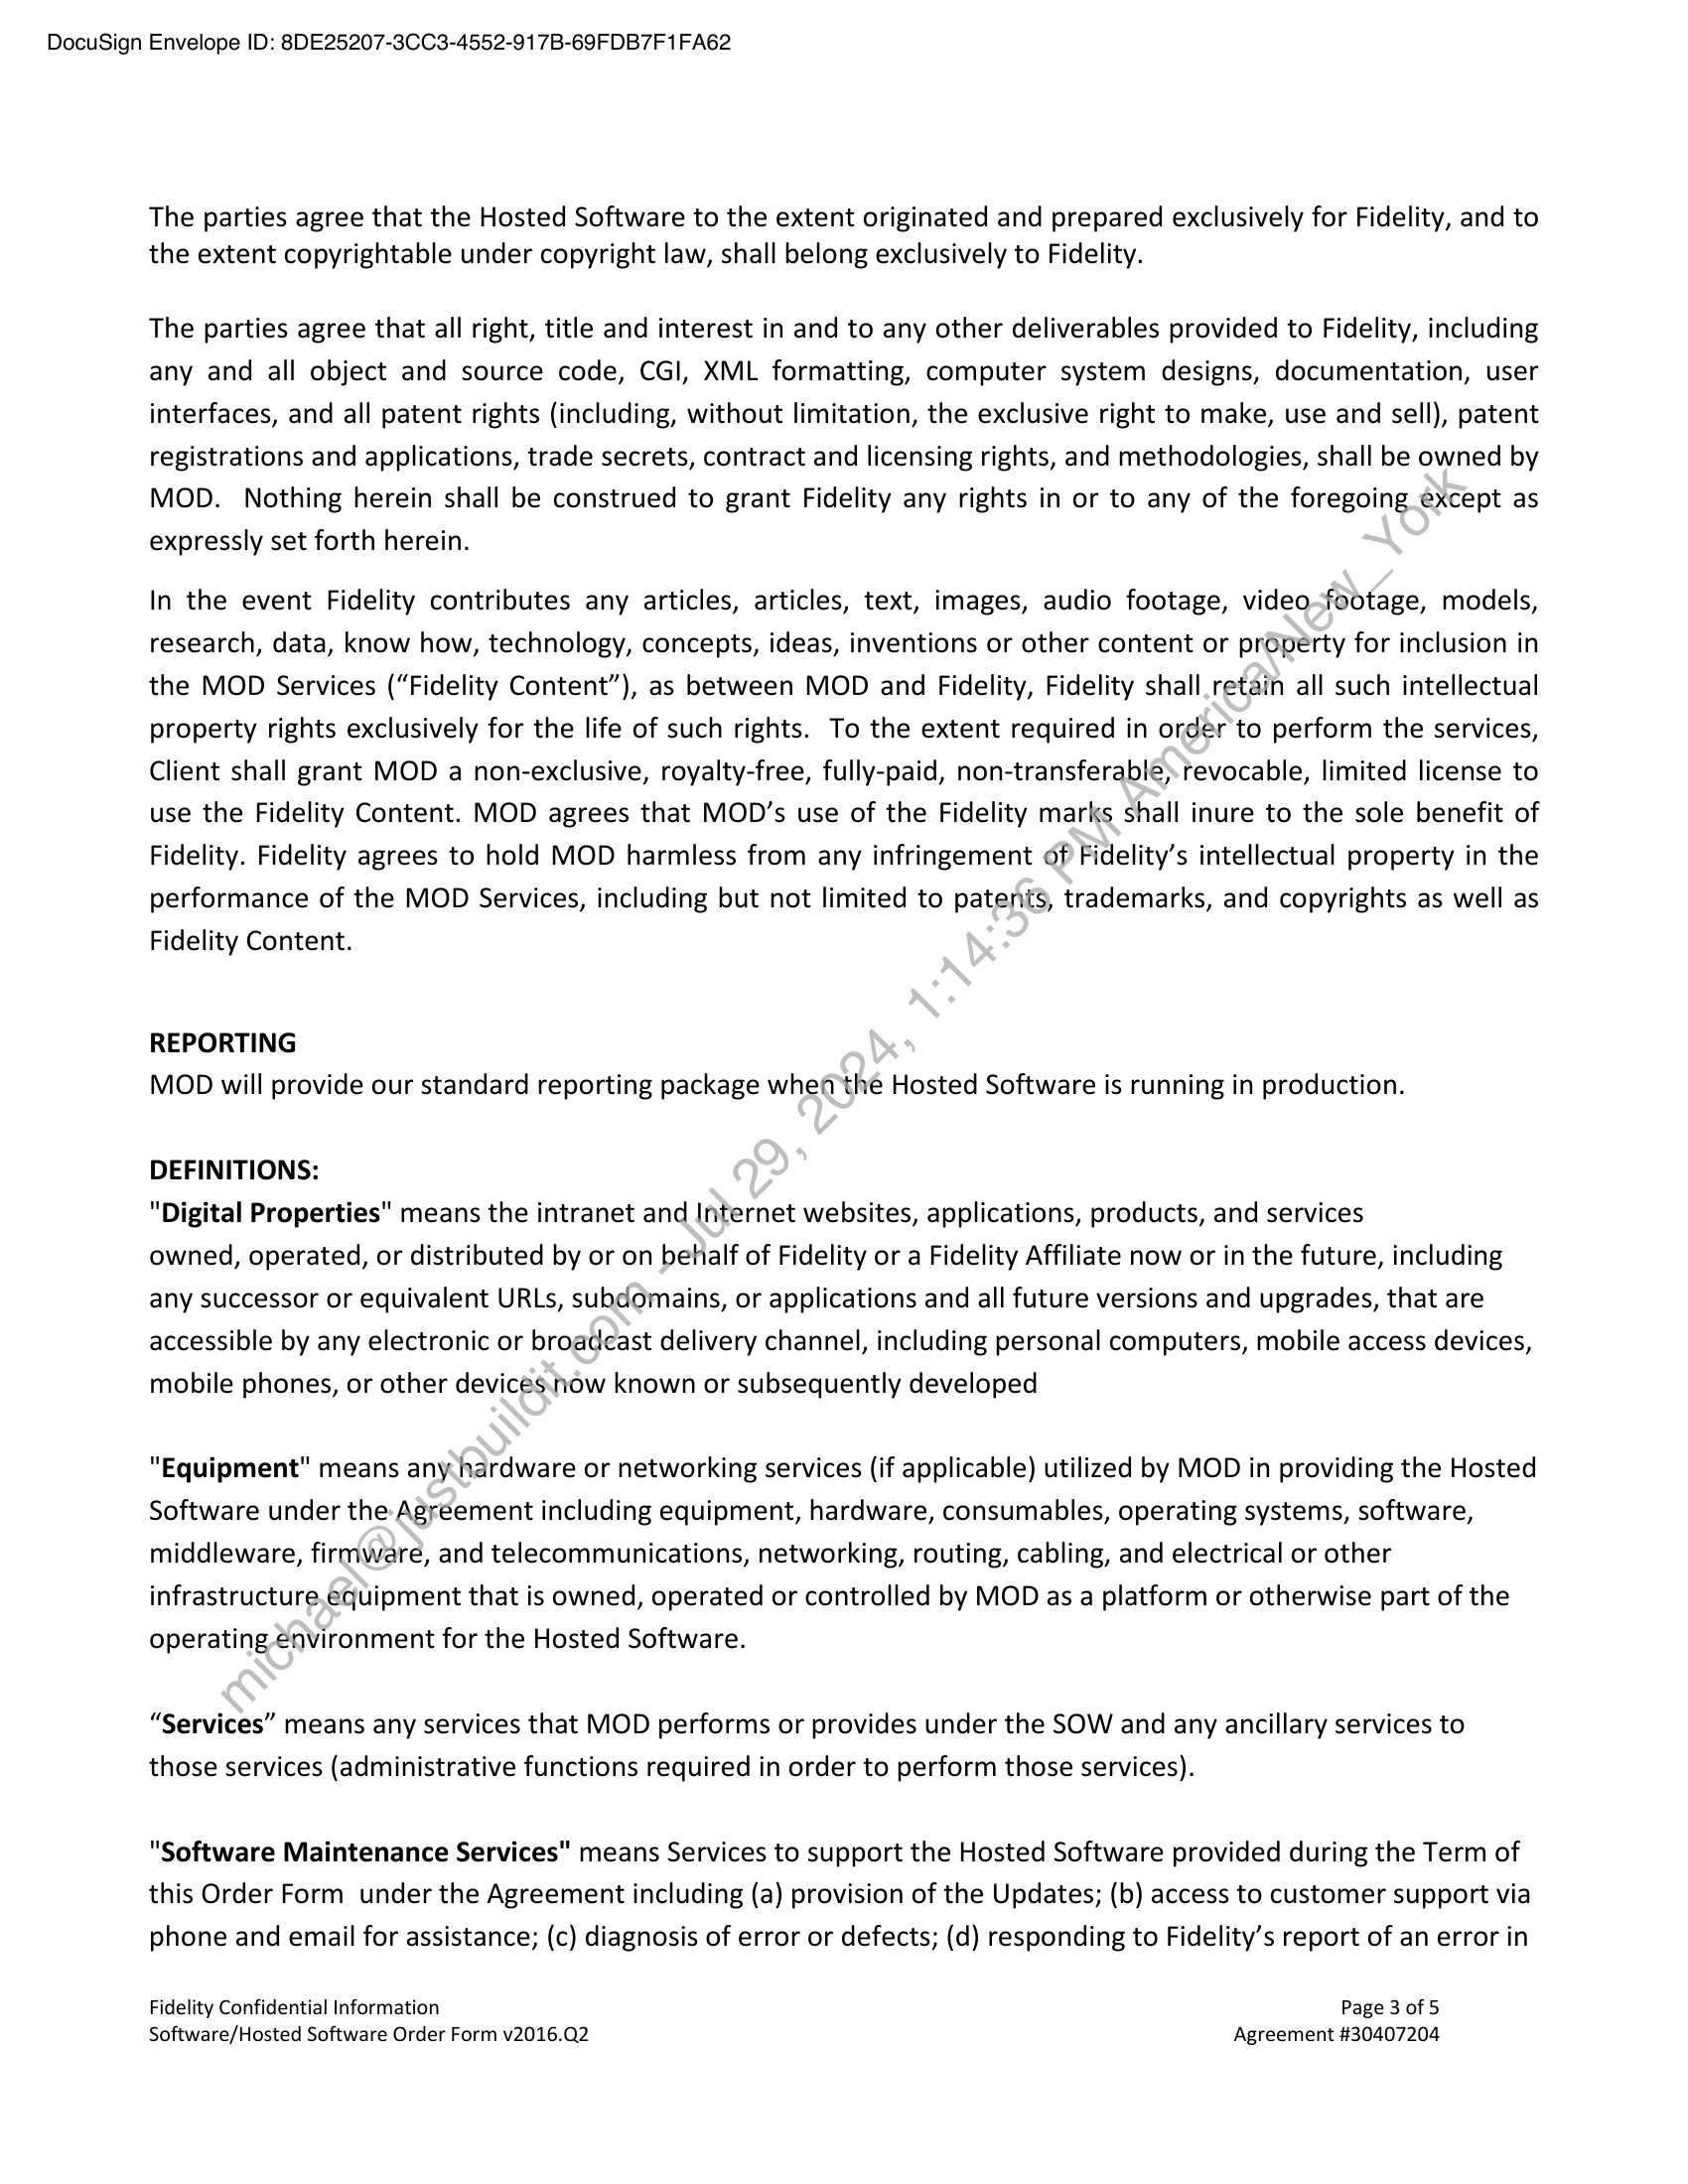 DocuSign Envelope ID: 8DE25207-3CC3-4552-917B-69FDB7F1FA62
The parties agree that the Hosted Software to the extent originated and prepared exclusively for Fidelity, and to
the extent copyrightable under copyright law, shall belong exclusively to Fidelity.
The parties agree that all right, title and interest in and to any other deliverables provided to Fidelity, including
any and all object and source code, CGI, XML formatting, computer system designs, documentation, user
interfaces, and all patent rights (including, without limitation, the exclusive right to make, use and sell), patent
registrations and applications, trade secrets, contract and licensing rights, and methodologies, shall be owned by
MOD.  Nothing herein shall be construed to grant Fidelity any rights in or to any of the foregoing except as
expressly set forth herein.
In the event Fidelity contributes any articles, articles, text, images, audio footage, video footage, models,
research, data, know how, technology, concepts, ideas, inventions or other content or property for inclusion in
the MOD Services (“Fidelity Content”), as between MOD and Fidelity, Fidelity shall retain all such intellectual
property rights exclusively for the life of such rights.  To the extent required in order to perform the services,
Client shall grant MOD a non-exclusive, royalty-free, fully-paid, non-transferable, revocable, limited license to
use the Fidelity Content. MOD agrees that MOD’s use of the Fidelity marks shall inure to the sole benefit of
Fidelity. Fidelity agrees to hold MOD harmless from any infringement of Fidelity’s intellectual property in the
performance of the MOD Services, including but not limited to patents, trademarks, and copyrights as well as
Fidelity Content.
REPORTING
MOD will provide our standard reporting package when the Hosted Software is running in production.
DEFINITIONS:
"Digital Properties" means the intranet and Internet websites, applications, products, and services
owned, operated, or distributed by or on behalf of Fidelity or a Fidelity Affiliate now or in the future, including
any successor or equivalent URLs, subdomains, or applications and all future versions and upgrades, that are
accessible by any electronic or broadcast delivery channel, including personal computers, mobile access devices,
mobile phones, or other devices now known or subsequently developed
"Equipment" means any hardware or networking services (if applicable) utilized by MOD in providing the Hosted
Software under the Agreement including equipment, hardware, consumables, operating systems, software,
middleware, firmware, and telecommunications, networking, routing, cabling, and electrical or other
infrastructure equipment that is owned, operated or controlled by MOD as a platform or otherwise part of the
operating environment for the Hosted Software.
“Services” means any services that MOD performs or provides under the SOW and any ancillary services to
those services (administrative functions required in order to perform those services).
"Software Maintenance Services" means Services to support the Hosted Software provided during the Term of
this Order Form  under the Agreement including (a) provision of the Updates; (b) access to customer support via
phone and email for assistance; (c) diagnosis of error or defects; (d) responding to Fidelity’s report of an error in
Fidelity Confidential Information
Software/Hosted Software Order Form v2016.Q2
Page 3 of 5
Agreement #30407204
michael@justbuildit.com - Jul 29, 2024, 1:14:36 PM America/New_York